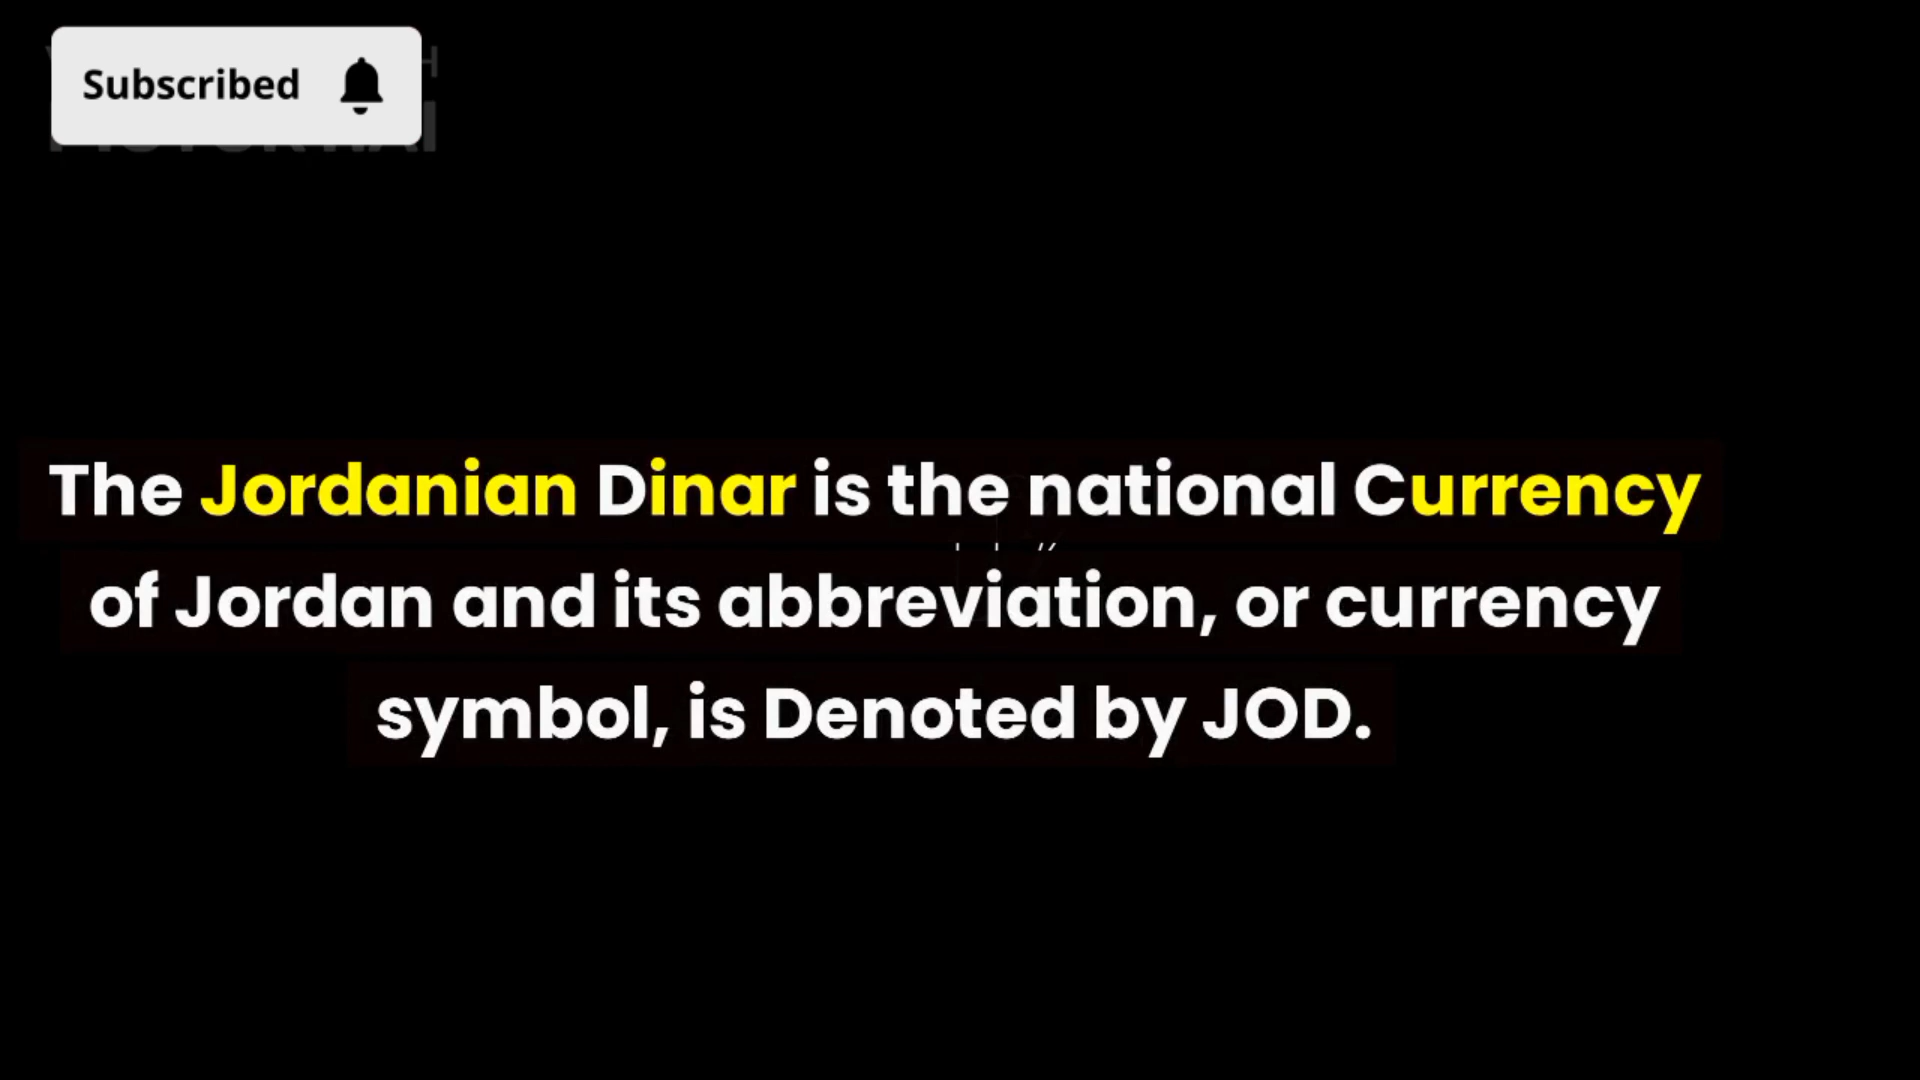 Subscribed
The Jordanian Dinar is the national Currency
of Jordan and its abbreviation, or currency
symbol, is Denoted by JOD.